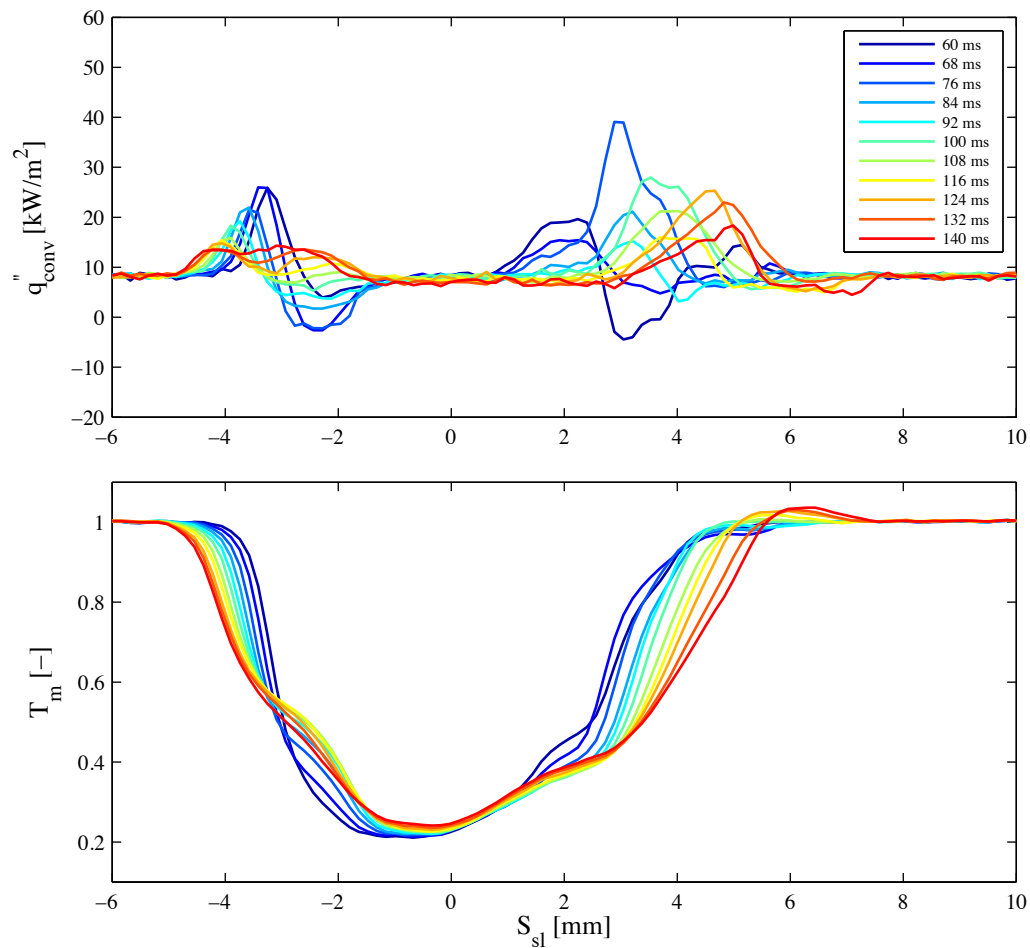 60
50
40
30
20
10
0
−10
−20
q''conv [kW/m2]
−6 −4 −2 0 2 4 6 8 10
60 ms
68 ms
76 ms
84 ms
92 ms
100 ms
108 ms
116 ms
124 ms
132 ms
140 ms
1
0.8
0.6
0.4
0.2
Tm [−]
−6 −4 −2 0 2 4 6 8 10
Ssl [mm]